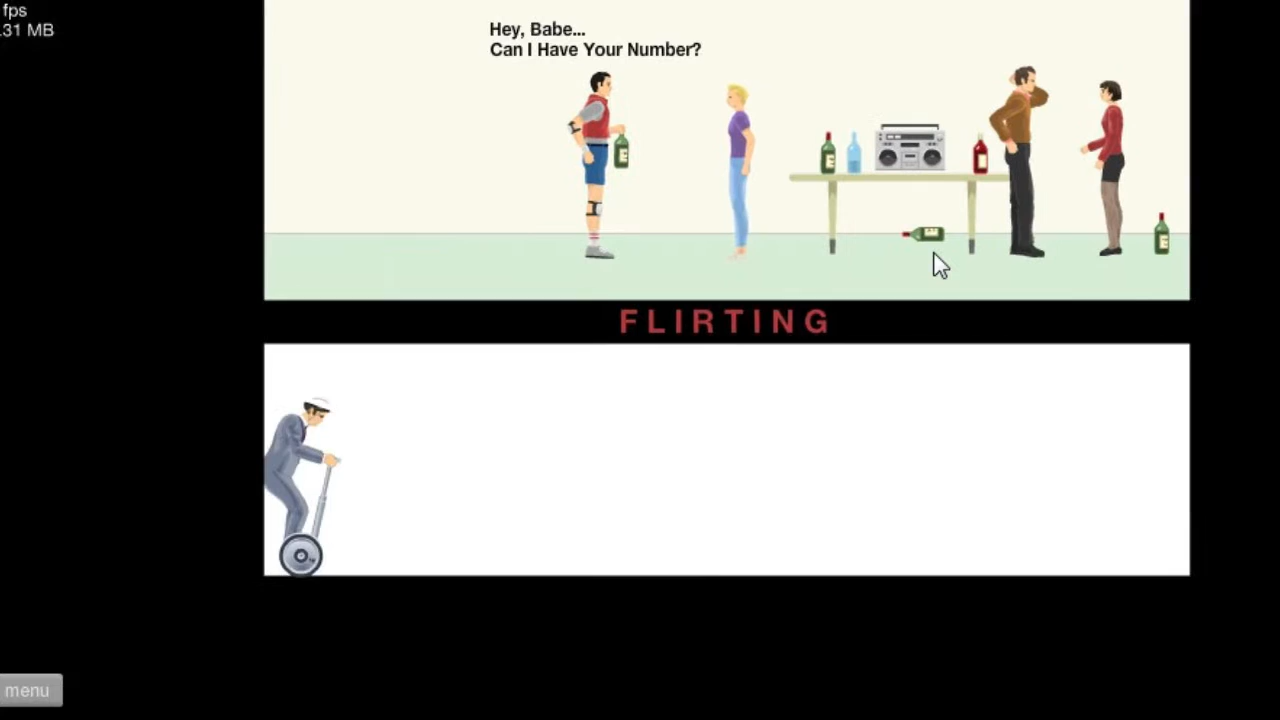 fps
.31 MB
Hey, Babe...
Can I Have Your Number?
E
E
E
E
FLIRTING
menu